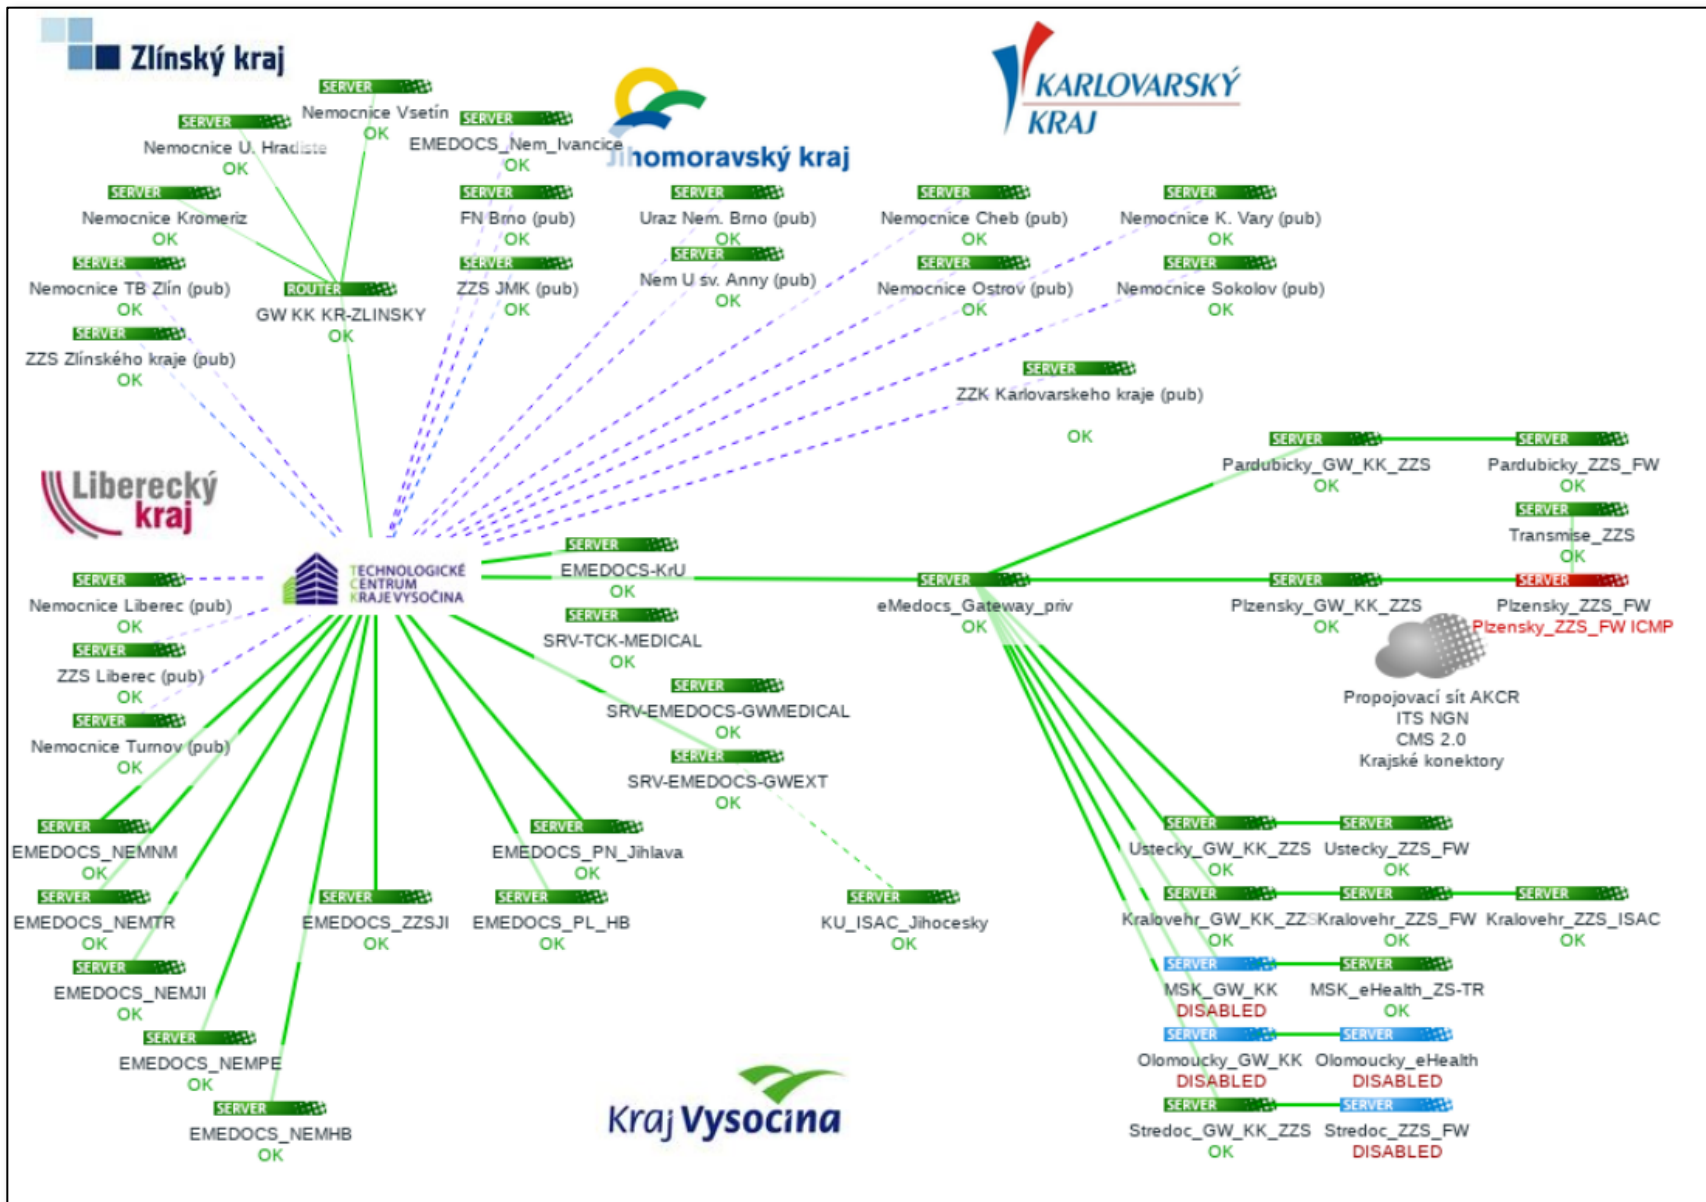 Zlínský kraj
SERVER
Nemocnice Vsetín
OK
SERVER
Nemocnice U. Hradiste
OK
SERVER
EMEDOCS_Nem_Ivancice
OK
Jihomoravský kraj
KARLOVARSKÝ
KRAJ
SERVER
Nemocnice Kromeriz
OK
SERVER
FN Brno (pub)
OK
SERVER
Uraz Nem. Brno (pub)
OK
SERVER
Nemocnice Cheb (pub)
OK
SERVER
Nemocnice K. Vary (pub)
OK
SERVER
Nemocnice TB Zlín (pub)
OK
ROUTER
GW KK KR-ZLINSKY
OK
SERVER
ZZS JMK (pub)
OK
SERVER
Nem U sv. Anny (pub)
OK
SERVER
Nemocnice Ostrov (pub)
OK
SERVER
Nemocnice Sokolov (pub)
OK
SERVER
ZZS Zlínského kraje (pub)
OK
SERVER
ZZK Karlovarskeho kraje (pub)
OK
SERVER
Pardubicky_GW_KK_ZZS
OK
SERVER
Pardubicky_ZZS_FW
OK
Liberecký
kraj
SERVER
Transmise_ZZS
OK
TECHNOLOGICKÉ
CENTRUM
KRAJE VYSOČINA
SERVER
EMEDOCS-KrU
OK
SERVER
Nemocnice Liberec (pub)
OK
SERVER
eMedocs_Gateway_priv
OK
SERVER
Plzensky_GW_KK_ZZS
OK
SERVER
Plzensky_ZZS_FW
Plzensky_ZZS_FW ICMP
SERVER
SRV-TCK-MEDICAL
OK
SERVER
ZZS Liberec (pub)
OK
SERVER
SRV-EMEDOCS-GWMEDICAL
OK
Propojovací sít AKCR
ITS NGN
CMS 2.0
Krajské konektory
SERVER
Nemocnice Turnov (pub)
OK
SERVER
SRV-EMEDOCS-GWEXT
OK
SERVER
EMEDOCS_NEMNM
OK
SERVER
EMEDOCS_PN_Jihlava
OK
SERVER
Ustecky_GW_KK_ZZS
OK
SERVER
Ustecky_ZZS_FW
OK
SERVER
EMEDOCS_NEMTR
OK
SERVER
EMEDOCS_ZZSJI
OK
SERVER
EMEDOCS_PL_HB
OK
SERVER
KU_ISAC_Jihocesky
OK
SERVER
Kralovehr_GW_KK_ZZS
OK
SERVER
Kralovehr_ZZS_FW
OK
SERVER
Kralovehr_ZZS_ISAC
OK
SERVER
EMEDOCS_NEMJI
OK
SERVER
MSK_GW_KK
DISABLED
SERVER
MSK_eHealth_ZS-TR
OK
SERVER
EMEDOCS_NEMPE
OK
SERVER
Olomoucky_GW_KK
DISABLED
SERVER
Olomoucky_eHealth
DISABLED
SERVER
EMEDOCS_NEMHB
OK
Kraj Vysočina
SERVER
Stredoc_GW_KK_ZZS
OK
SERVER
Stredoc_ZZS_FW
DISABLED